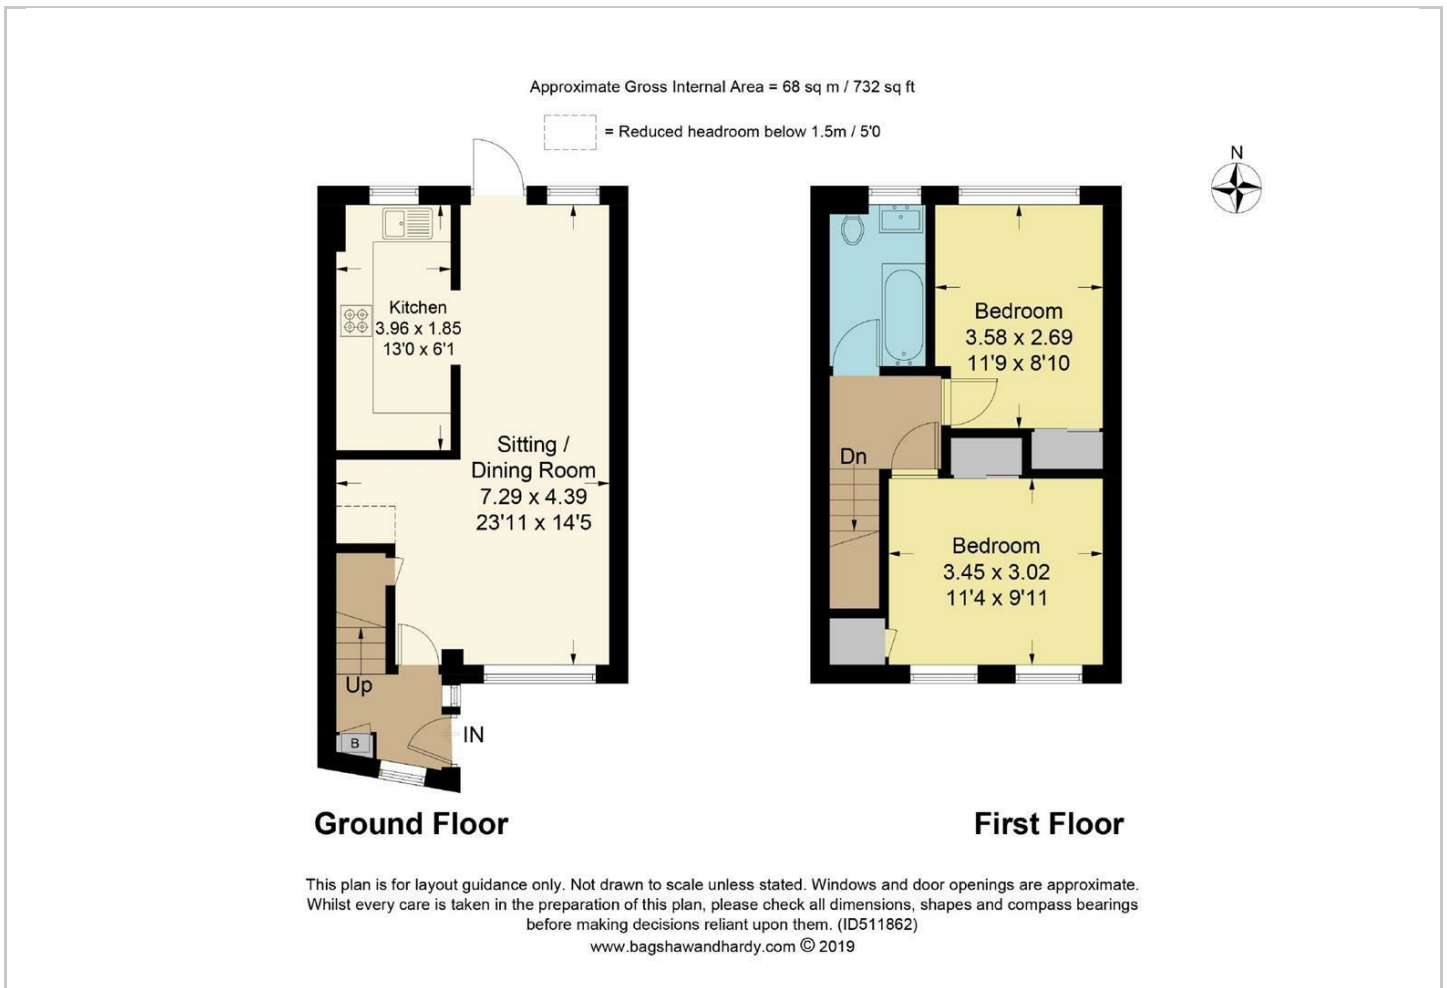 Approximate Gross Internal Area = 68 sq m / 732 sq ft
= Reduced headroom below 1.5m / 5'0
N
Kitchen
3.96 x 1.85
13'0 x 6'1
Sitting /
Dining Room
7.29 x 4.39
23'11 x 14'5
Up
B
IN
Ground Floor
Bedroom
3.58 x 2.69
11'9 x 8'10
Dn
Bedroom
3.45 x 3.02
11'4 x 9'11
First Floor
This plan is for layout guidance only. Not drawn to scale unless stated. Windows and door openings are approximate.
Whilst every care is taken in the preparation of this plan, please check all dimensions, shapes and compass bearings
before making decisions reliant upon them. (ID511862)
www.bagshawandhardy.com © 2019